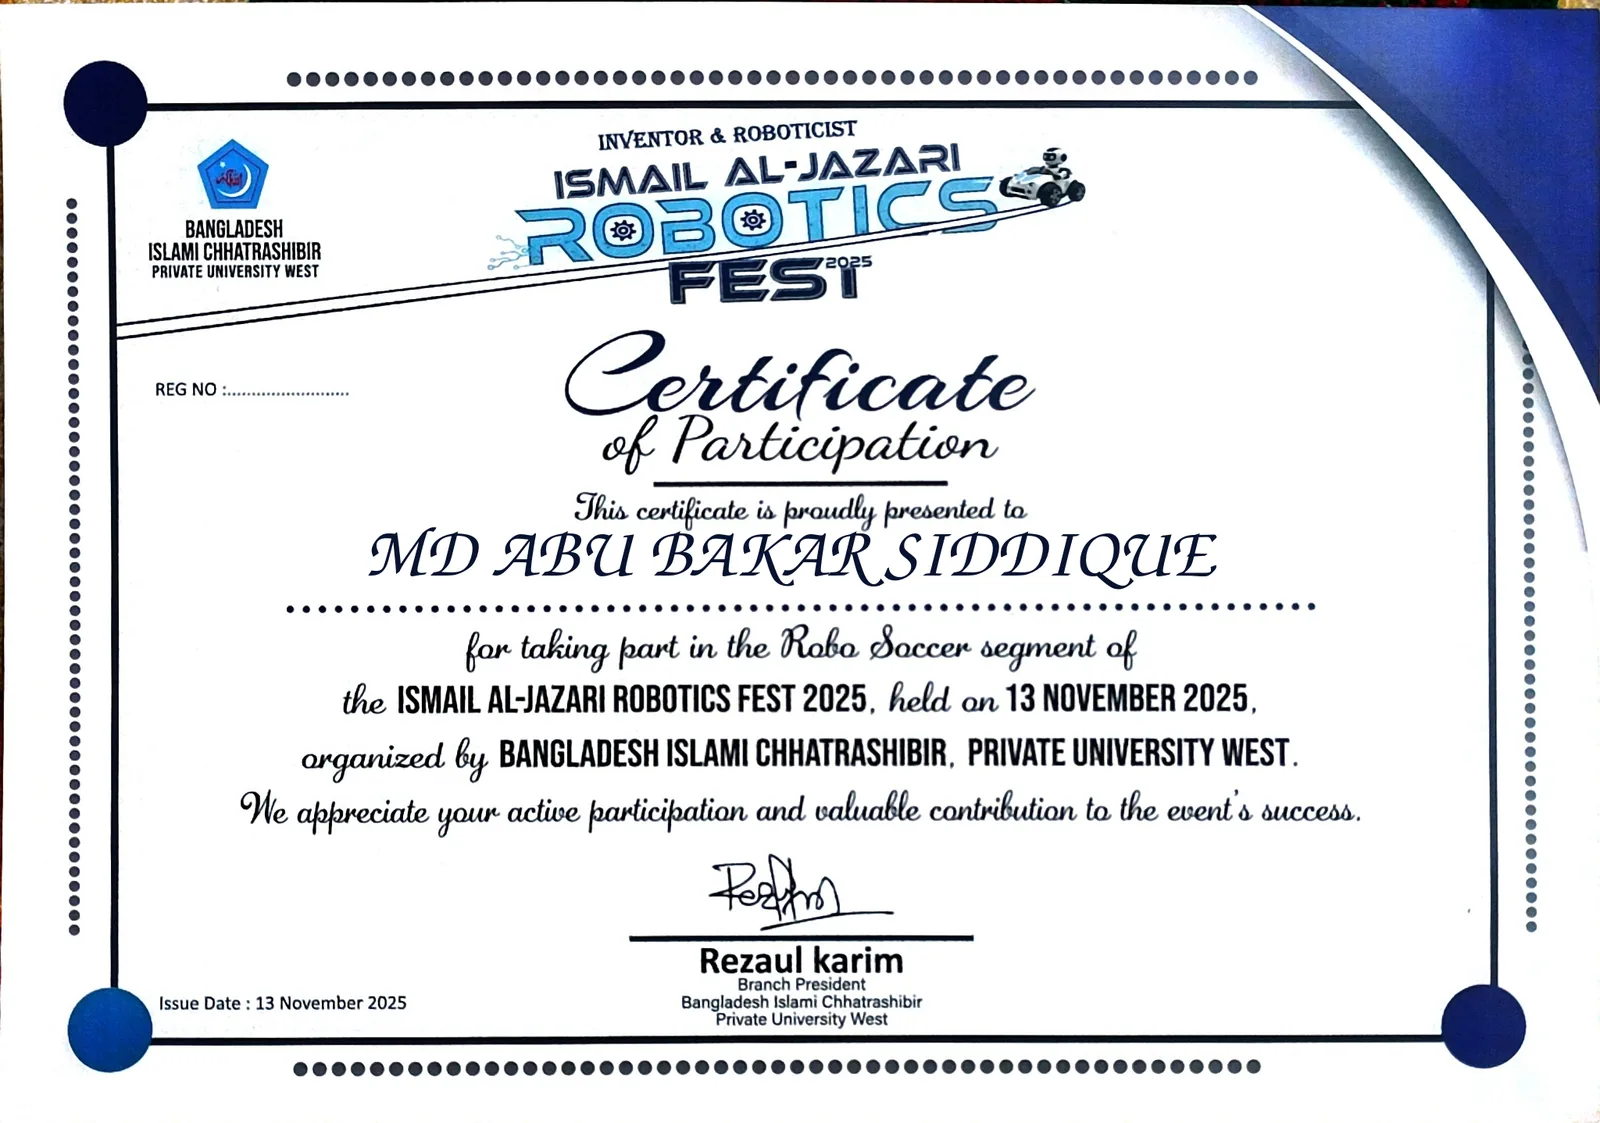 BANGLADESH
ISLAMI CHHATRASHIBIR
PRIVATE UNIVERSITY WEST
INVENTOR & ROBOTICIST
ISMAIL AL-JAZARI
ROBOTICS
FEST 2025
REG NO :.........................
Certificate
of Participation
This certificate is proudly presented to
MD ABU BAKAR SIDDIQUE
for taking part in the Robo Soccer segment of
the ISMAIL AL-JAZARI ROBOTICS FEST 2025, held on 13 NOVEMBER 2025,
organized by BANGLADESH ISLAMI CHHATRASHIBIR, PRIVATE UNIVERSITY WEST.
We appreciate your active participation and valuable contribution to the event's success.
Rezaul karim
Branch President
Bangladesh Islami Chhatrashibir
Private University West
Issue Date : 13 November 2025